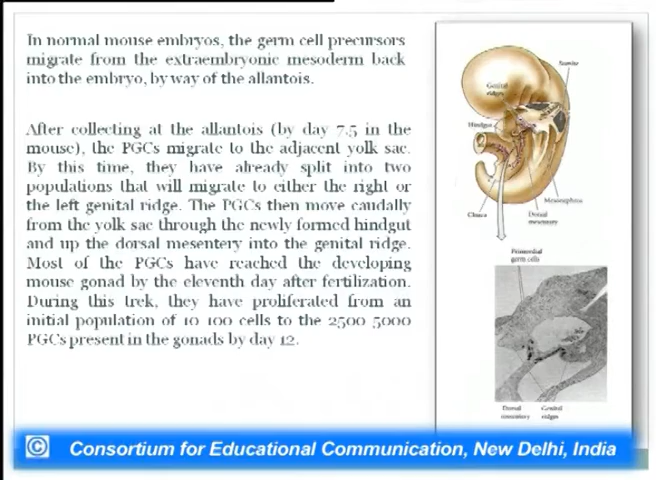 In normal mouse embryos, the germ cell precursors
migrate from the extraembryonic mesoderm back
into the embryo, by way of the allantois.
After collecting at the allantois (by day 7.5 in the
mouse), the PGCs migrate to the adjacent yolk sac.
By this time, they have already split into two
populations that will migrate to either the right or
the left genital ridge. The PGCs then move caudally
from the yolk sac through the newly formed hindgut
and up the dorsal mesentery into the genital ridge.
Most of the PGCs have reached the developing
mouse gonad by the eleventh day after fertilization.
During this trek, they have proliferated from an
initial population of 10 100 cells to the 2500 5000
PGCs present in the gonads by day 12.
Genital
ridges
Hindgut
Cloaca
Dorsal
mesentery
Mesonephros
Primordial
germ cells
Dorsal
mesentery
Genital
ridges
© Consortium for Educational Communication, New Delhi, India